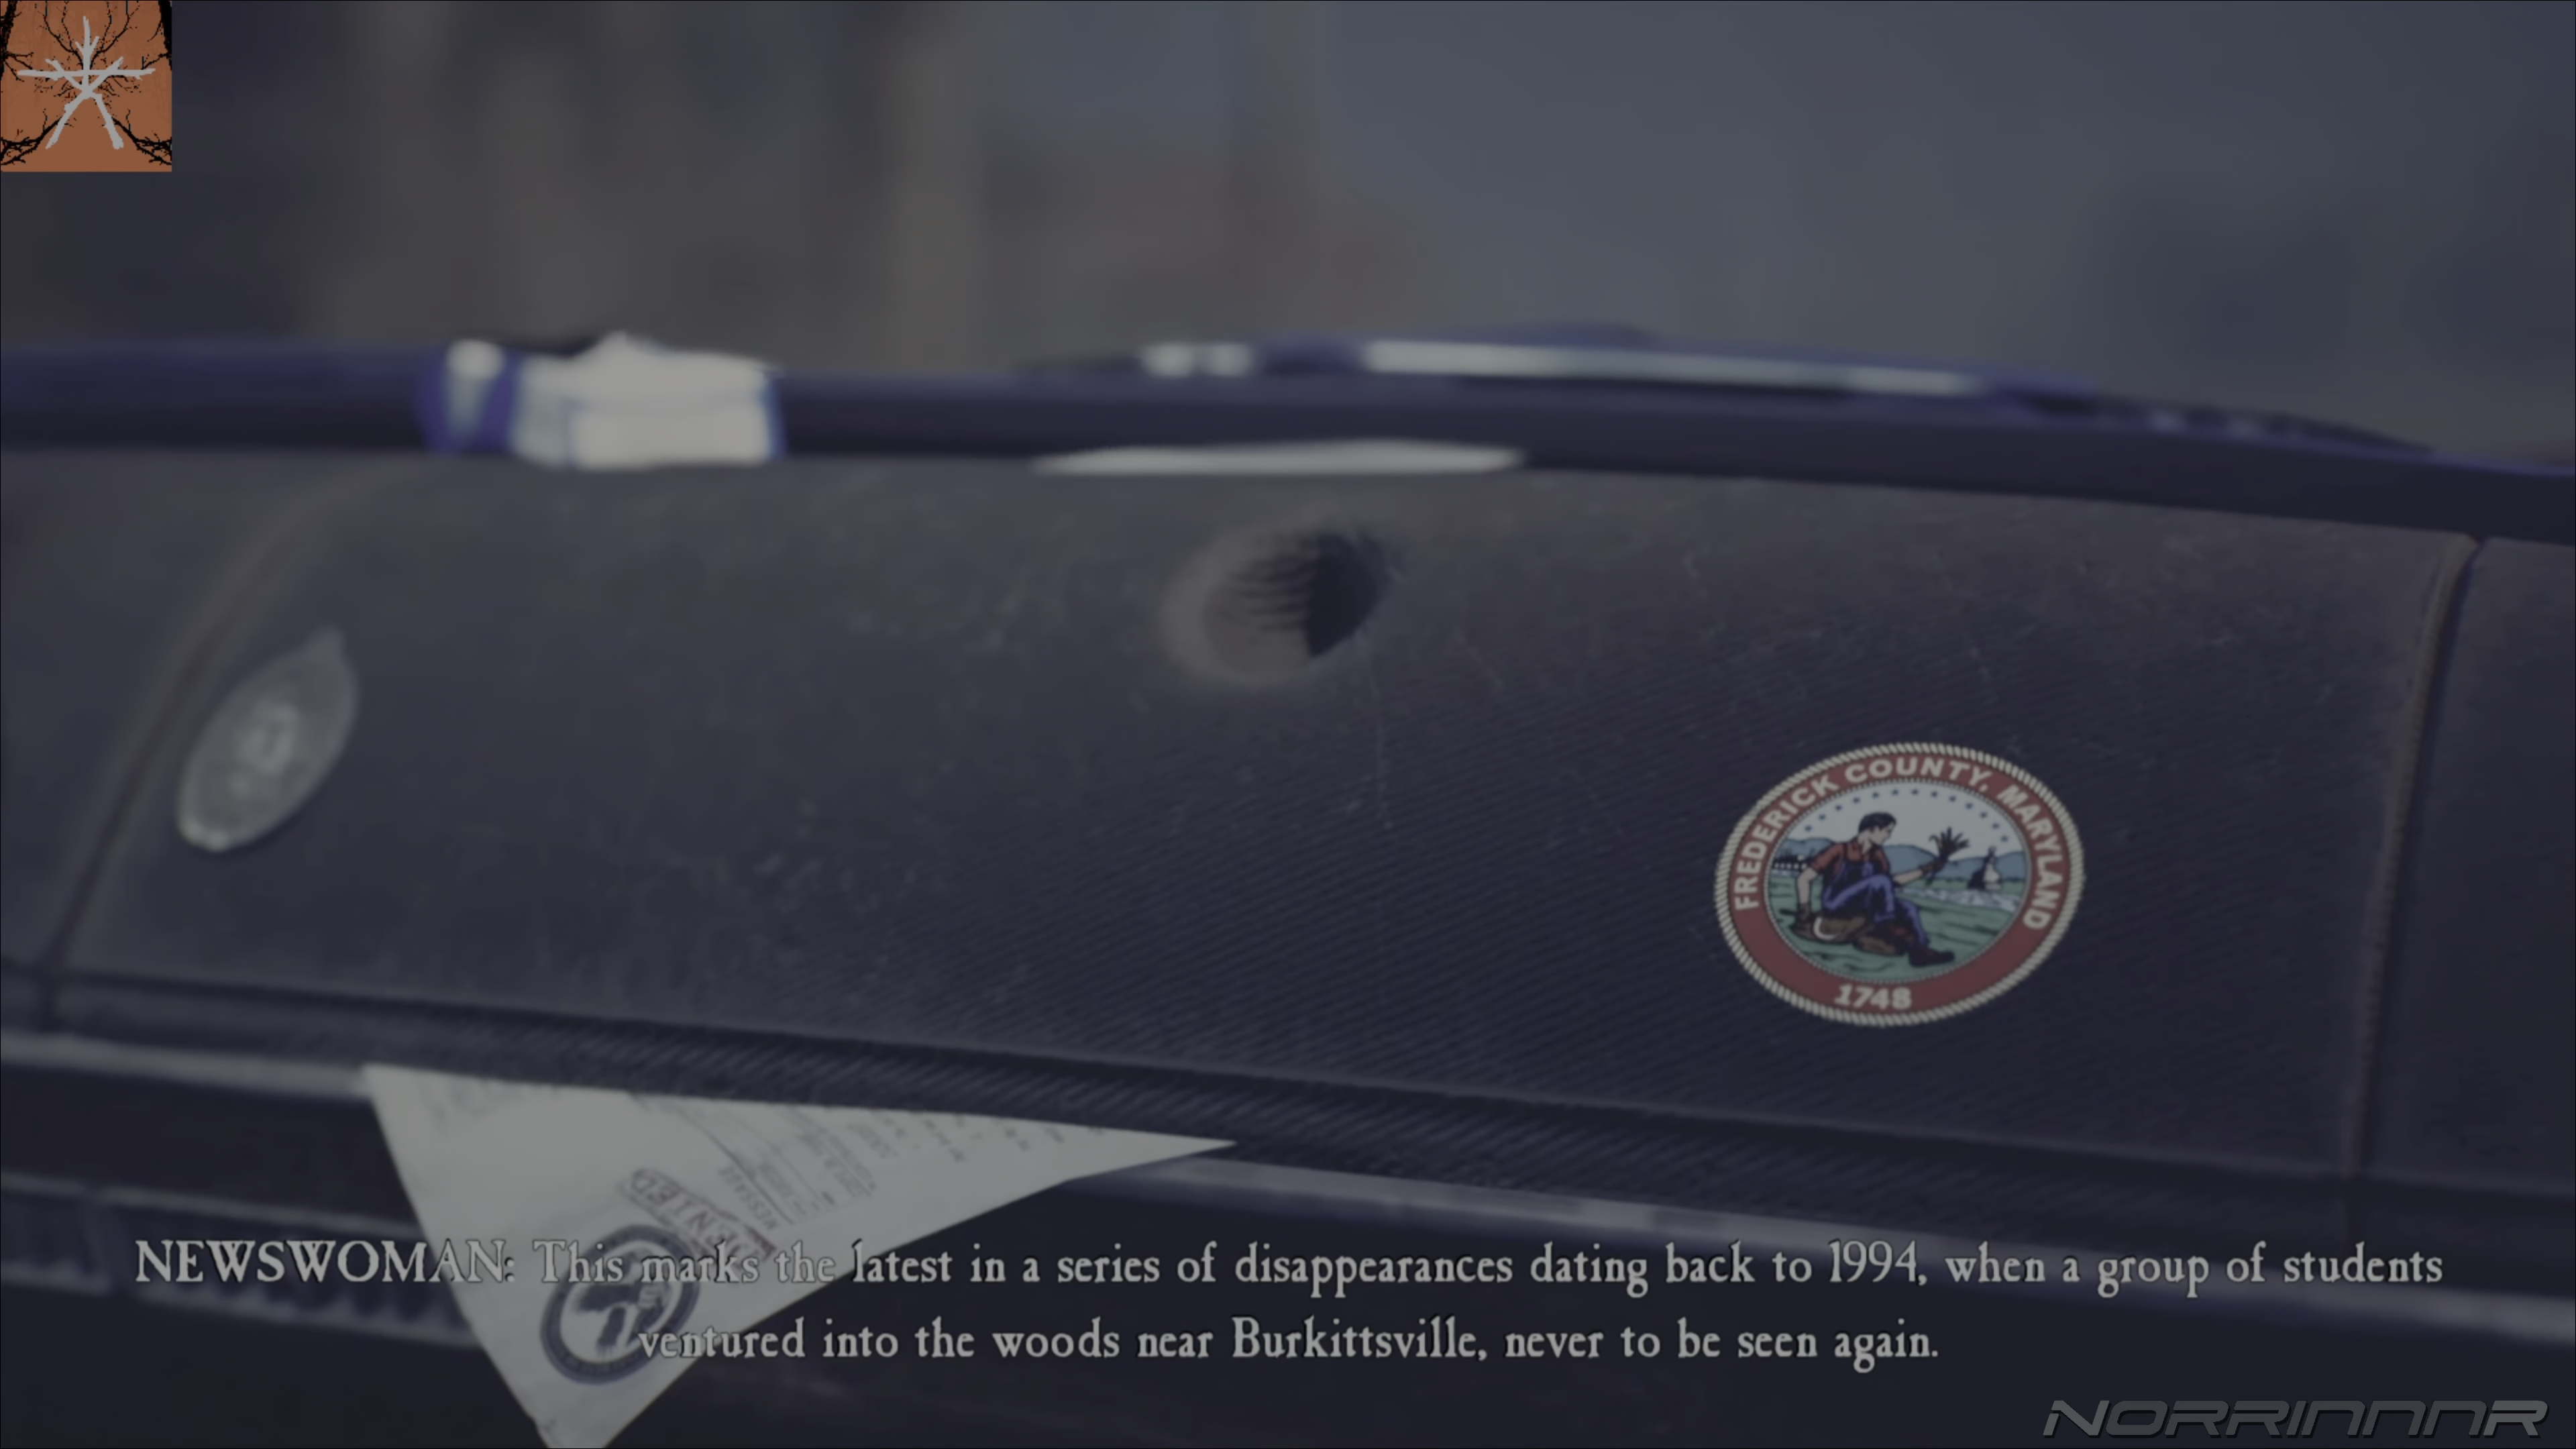 FREDERICK COUNTY, MARYLAND
1748
MESSAGE
NEWSWOMAN: This marks the latest in a series of disappearances dating back to 1994, when a group of students
ventured into the woods near Burkittsville, never to be seen again.
NORRINNNR